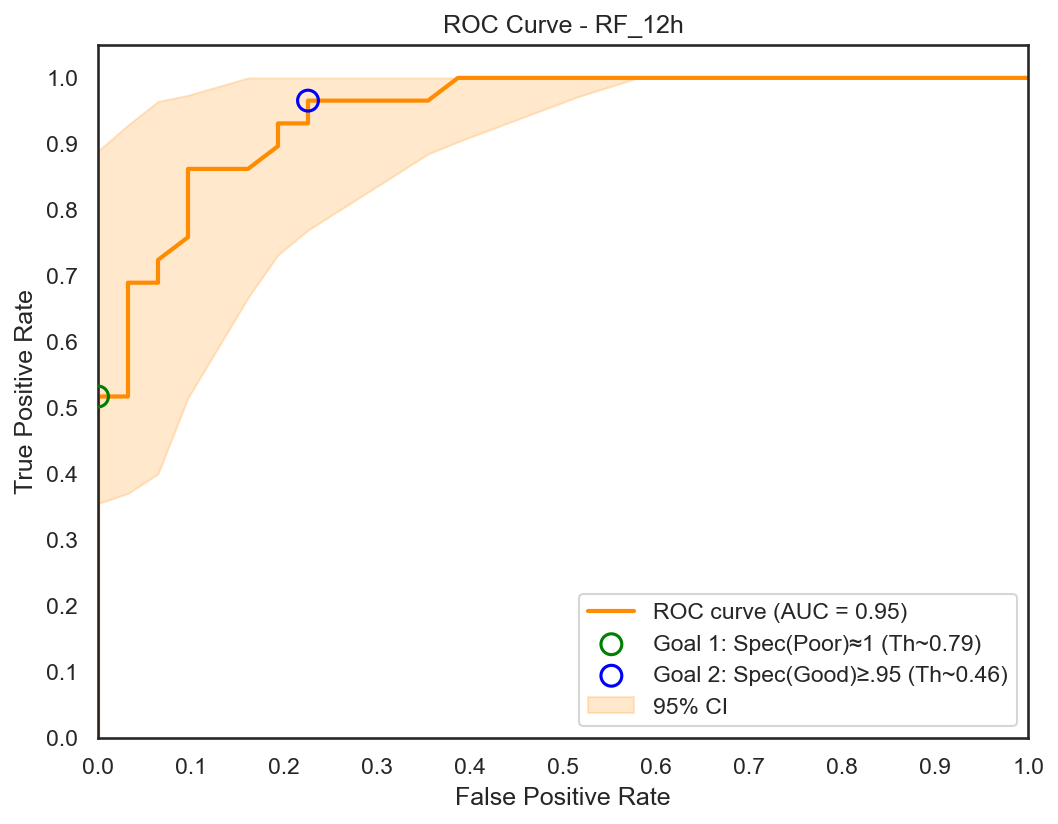 ROC Curve - RF_12h
True Positive Rate
1.0
0.9
0.8
0.7
0.6
0.5
0.4
0.3
0.2
0.1
0.0
ROC curve (AUC = 0.95)
Goal 1: Spec(Poor)≈1 (Th~0.79)
Goal 2: Spec(Good)≥.95 (Th~0.46)
95% CI
0.0 0.1 0.2 0.3 0.4 0.5 0.6 0.7 0.8 0.9 1.0
False Positive Rate